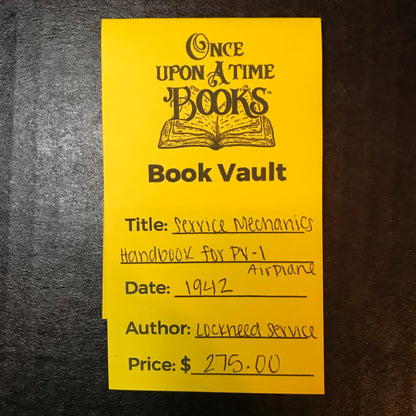 Once
upon A time
Books™
Book Vault
Title: Service Mechanics
Handbook for PV-1
Airplane
Date: 1942
Author: Lockheed Service
Price: $ 275.00